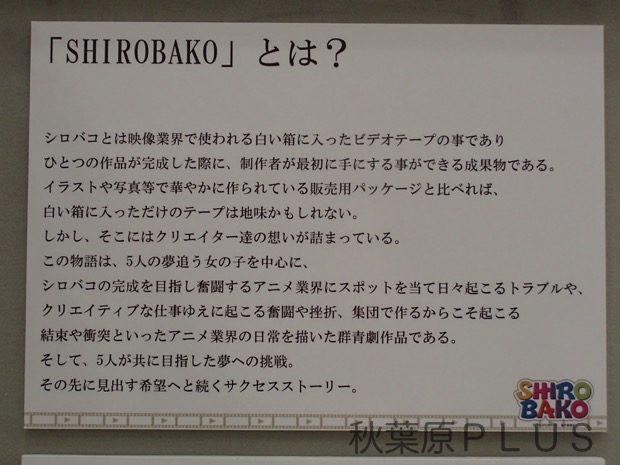 「SHIROBAKO」とは？
シロバコとは映像業界で使われる白い箱に入ったビデオテープの事であり
ひとつの作品が完成した際に、制作者が最初に手にする事ができる成果物である。
イラストや写真等で華やかに作られている販売用パッケージと比べれば、
白い箱に入っただけのテープは地味かもしれない。
しかし、そこにはクリエイター達の想いが詰まっている。
この物語は、5人の夢追う女の子を中心に、
シロバコの完成を目指し奮闘するアニメ業界にスポットを当て日々起こるトラブルや、
クリエイティブな仕事ゆえに起こる奮闘や挫折、集団で作るからこそ起こる
結束や衝突といったアニメ業界の日常を描いた群青劇作品である。
そして、5人が共に目指した夢への挑戦。
その先に見出す希望へと続くサクセスストーリー。
SHIRO
BAKO
秋葉原PLUS